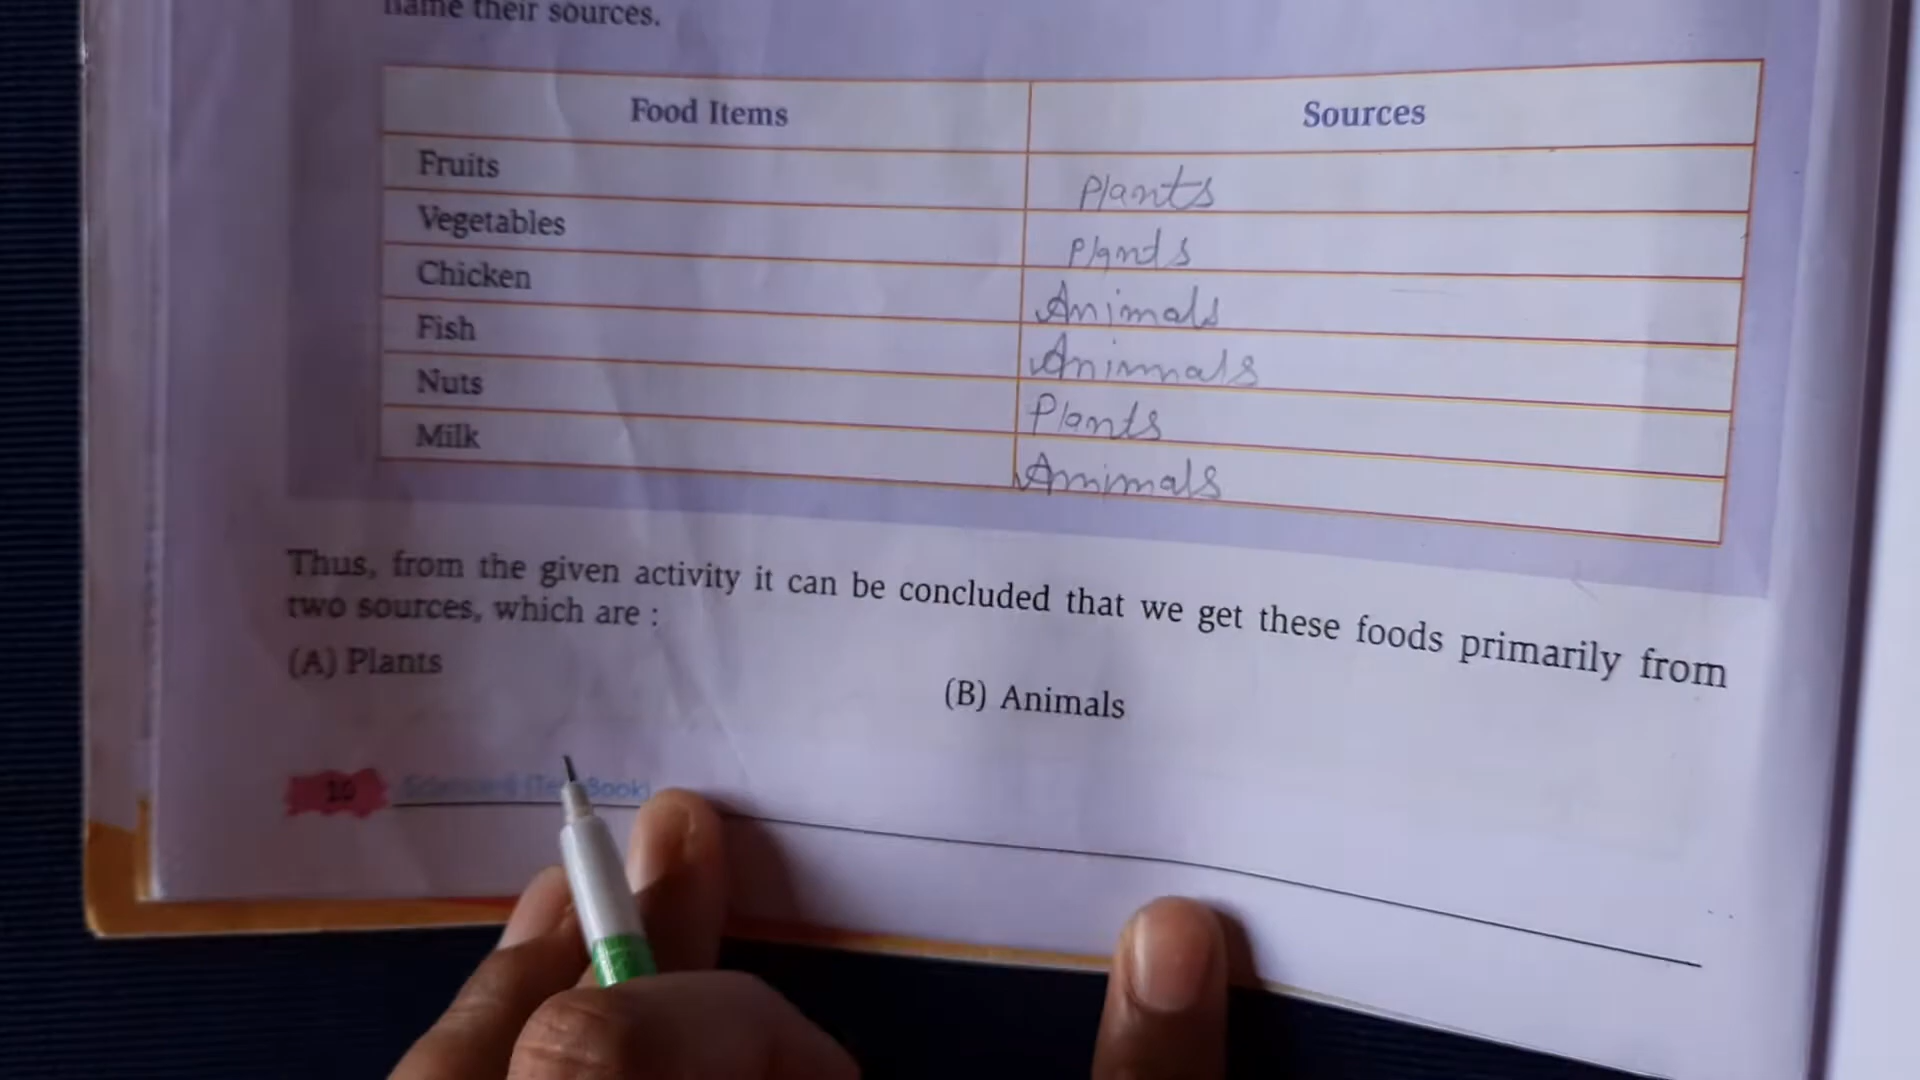 name their sources.
Food Items Sources
Fruits Plants
Vegetables Plants
Chicken Animals
Fish Animals
Nuts Plants
Milk Animals
Thus, from the given activity it can be concluded that we get these foods primarily from
two sources, which are :
(A) Plants (B) Animals
10